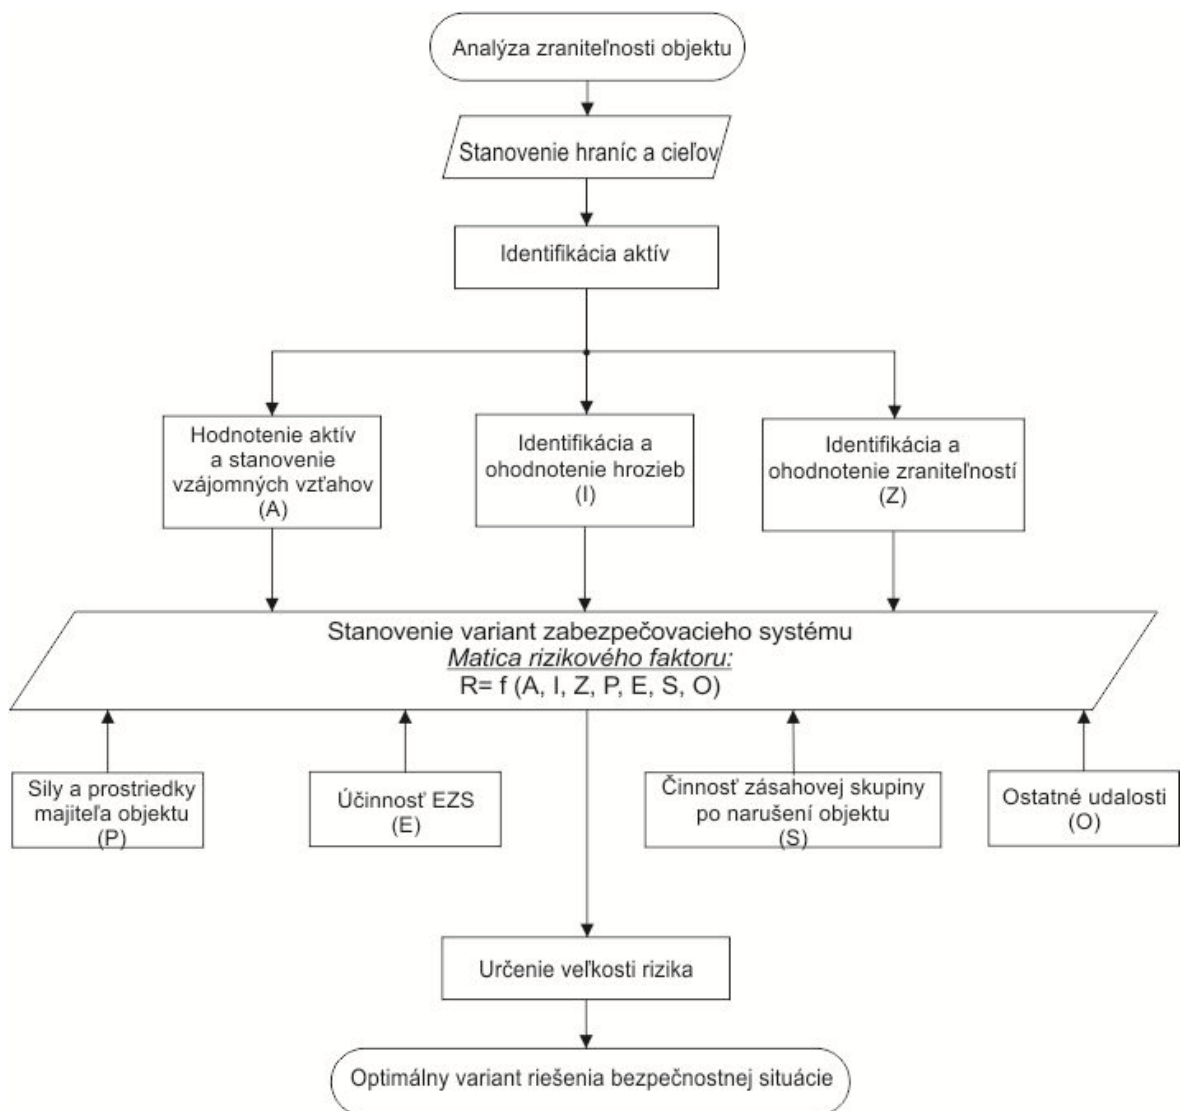 Analýza zraniteľnosti objektu
Stanovenie hraníc a cieľov
Identifikácia aktív
Hodnotenie aktív
a stanovenie
vzájomných vzťahov
(A)
Identifikácia a
ohodnotenie hrozieb
(I)
Identifikácia a
ohodnotenie zraniteľností
(Z)
Stanovenie variant zabezpečovacieho systému
Matica rizikového faktoru:
R= f (A, I, Z, P, E, S, O)
Sily a prostriedky
majiteľa objektu
(P)
Účinnosť EZS
(E)
Činnosť zásahovej skupiny
po narušení objektu
(S)
Ostatné udalosti
(O)
Určenie veľkosti rizika
Optimálny variant riešenia bezpečnostnej situácie